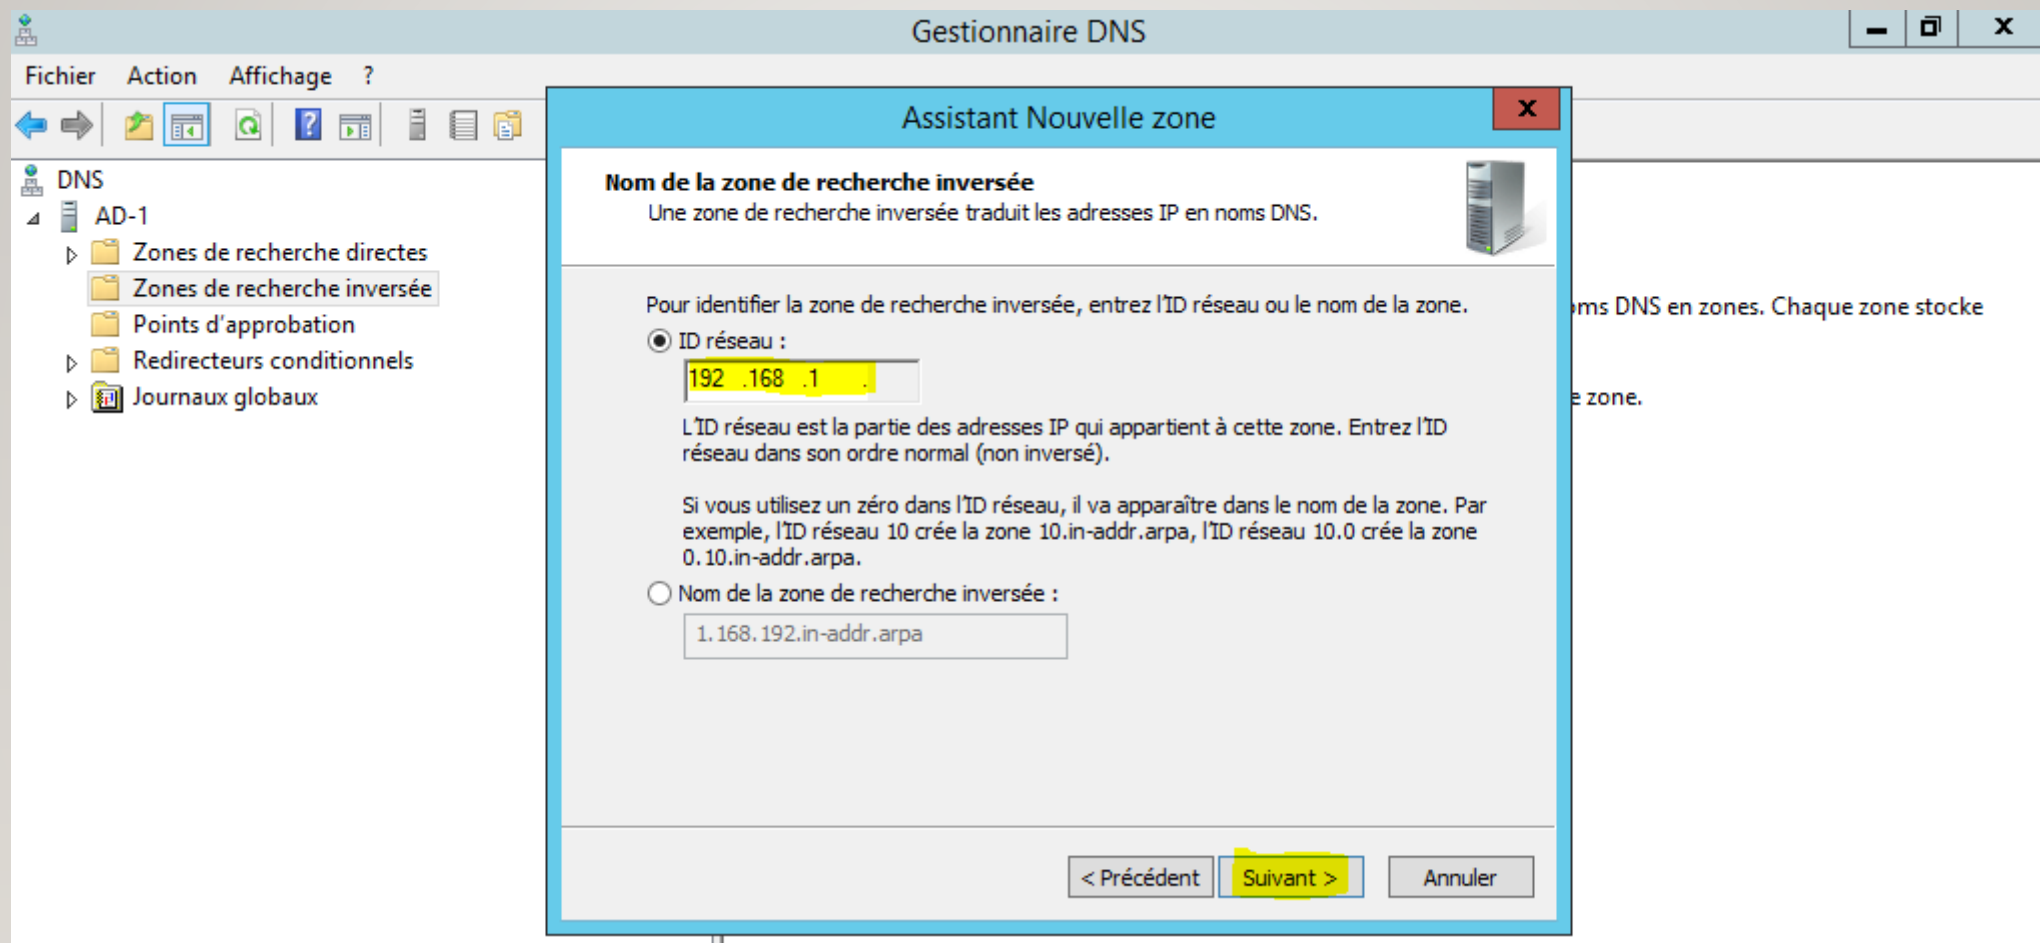 Gestionnaire DNS
Fichier Action Affichage ?
DNS
AD-1
Zones de recherche directes
Zones de recherche inversée
Points d'approbation
Redirecteurs conditionnels
Journaux globaux
Assistant Nouvelle zone
X
Nom de la zone de recherche inversée
Une zone de recherche inversée traduit les adresses IP en noms DNS.
Pour identifier la zone de recherche inversée, entrez l'ID réseau ou le nom de la zone.
ID réseau :
192 .168 .1 .
L'ID réseau est la partie des adresses IP qui appartient à cette zone. Entrez l'ID
réseau dans son ordre normal (non inversé).
Si vous utilisez un zéro dans l'ID réseau, il va apparaître dans le nom de la zone. Par
exemple, l'ID réseau 10 crée la zone 10.in-addr.arpa, l'ID réseau 10.0 crée la zone
0.10.in-addr.arpa.
Nom de la zone de recherche inversée :
1.168.192.in-addr.arpa
< Précédent Suivant > Annuler
DNS en zones. Chaque zone stocke
zone.